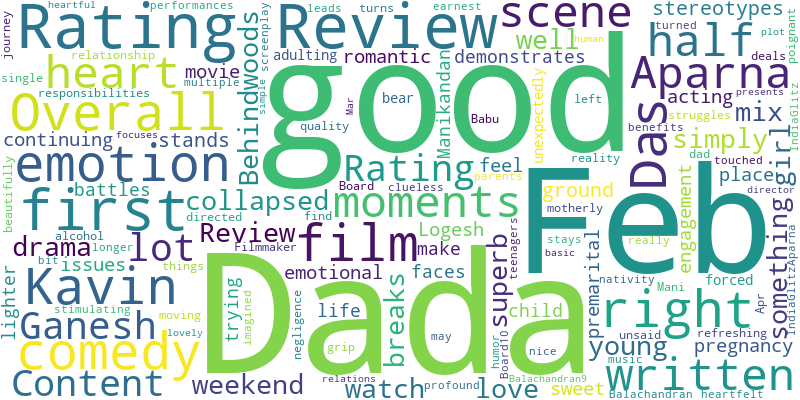 heartful
performances
leads
turns
earnest
stereotypes
journey
Rating
Review
scene
half
relationship
single
multiple
movie
adulting
romantic
well
demonstrates
heart
responsibilities
Behindwoods
simple
screenplay
good
Manikandan
bear
left
human
turned
plot
deals
poignant
Aparna
acting
mix
Overall
continuing
stands
quality
Mar
Babu
unexpectedly
struggles
benefits
IndiaGlitz
presents
simply
reality
dad
touched
director
emotion
focuses
Rating
feel
Das
place
girl
something
beautifully
battles
collapsed
Board
clueless
parents
ground
motherly
engagement
first
directed
find
moments
Feb
alcohol
longer
Review
film
Logesh
teenagers
stays
really
basic
drama
lot
Filmmaker
make
superb
premarital
nativity
forced
bit
issues
things
emotional
faces
Mani
Apr
lighter
Kavin
stimulating
trying
negligence
life
breaks
child
right
unsaid
refreshing
Ganesh
moving
imagined
Dada
humor
BoardIO
young
pregnancy
IndiaGlitzAparna
comedy
lovely
grip
may
nice
music
Content
weekend
relations
watch
profound
love
Balachandran9
sweet
written
Balachandran
heartfelt